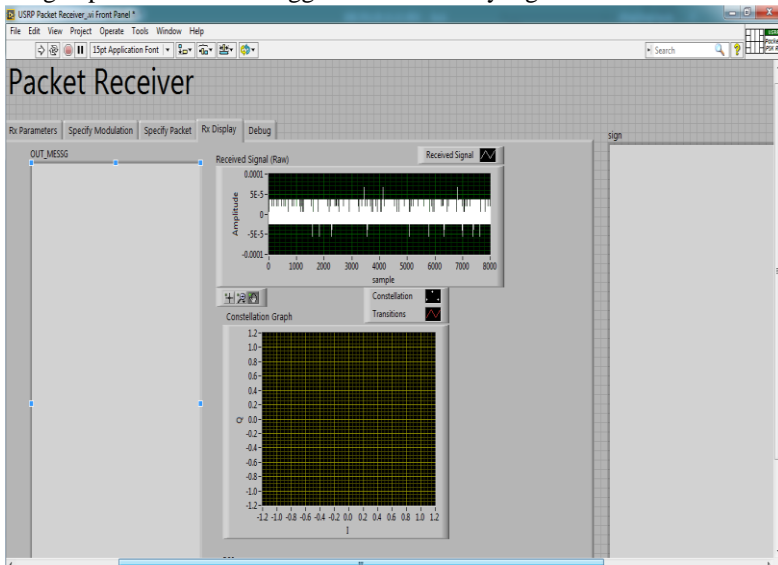 USRP Packet Receiver_.vi Front Panel *
File Edit View Project Operate Tools Window Help
15pt Application Font
Search
Packet Receiver
Rx Parameters Specify Modulation Specify Packet Rx Display Debug
sign
OUT_MESSG
Received Signal (Raw)
Received Signal
0.0001
5E-5
0
-5E-5
-0.0001
Amplitude
0 1000 2000 3000 4000 5000 6000 7000 8000
sample
Constellation
Transitions
Constellation Graph
1.2
1.0
0.8
0.6
0.4
0.2
0.0
-0.2
-0.4
-0.6
-0.8
-1.0
-1.2
Q
-1.2 -1.0 -0.8 -0.6 -0.4 -0.2 0.0 0.2 0.4 0.6 0.8 1.0 1.2
I